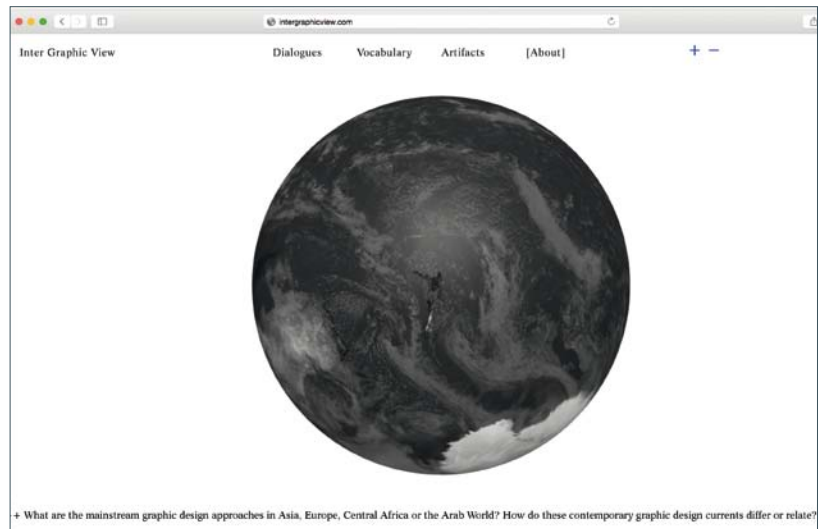 intergraphicview.com
Inter Graphic View Dialogues Vocabulary Artifacts [About] + −
+ What are the mainstream graphic design approaches in Asia, Europe, Central Africa or the Arab World? How do these contemporary graphic design currents differ or relate?